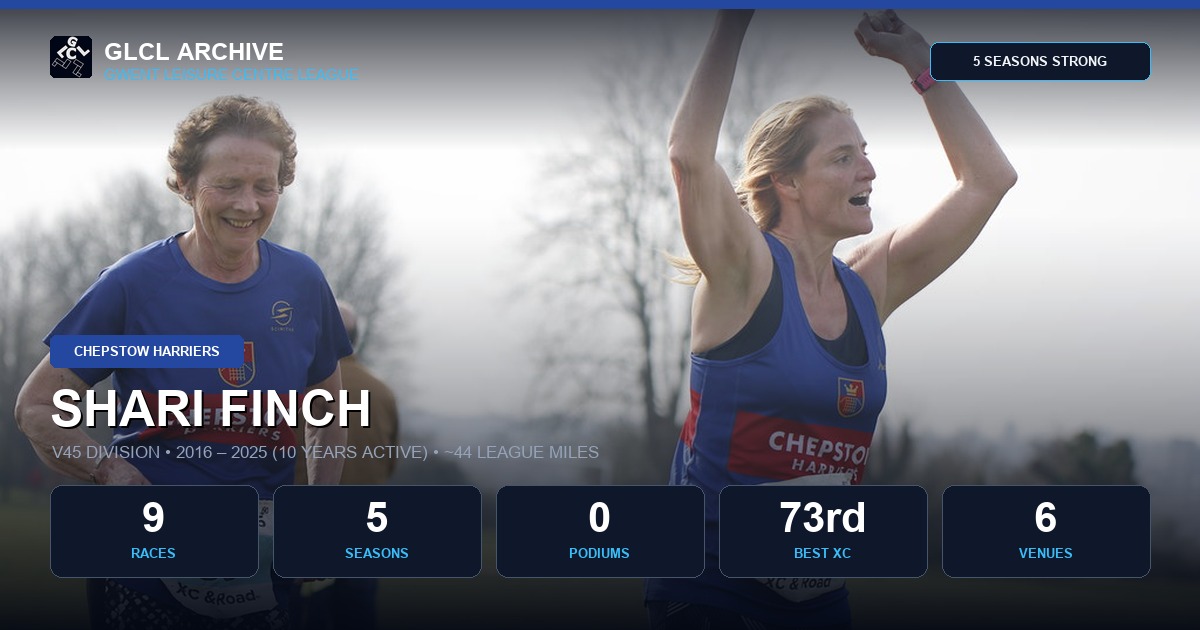 GLCL ARCHIVE
GWENT LEISURE CENTRE LEAGUE
5 SEASONS STRONG
CHEPSTOW HARRIERS
SHARI FINCH
V45 DIVISION • 2016 – 2025 (10 YEARS ACTIVE) • ~44 LEAGUE MILES
CHEPSTOW
HARRIERS
9
RACES
5
SEASONS
0
PODIUMS
73rd
BEST XC
6
VENUES
XC & Road
XC & Road